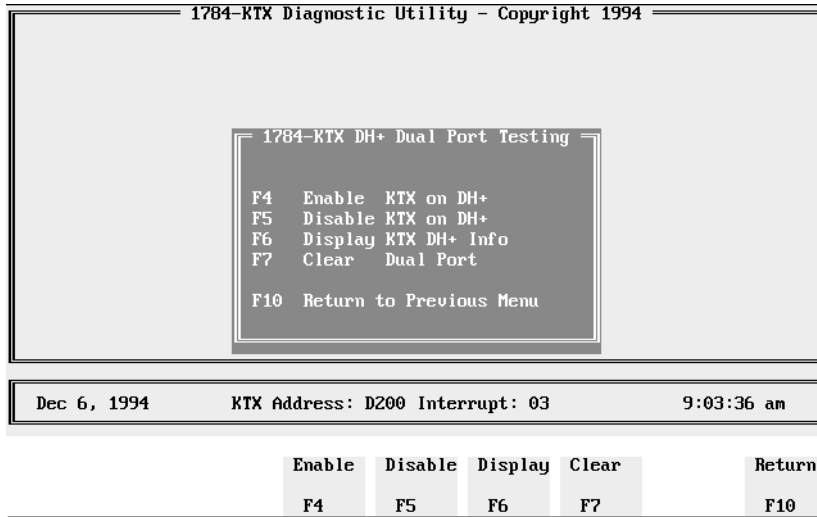 1784-KTX Diagnostic Utility - Copyright 1994
1784-KTX DH+ Dual Port Testing
F4 Enable KTX on DH+
F5 Disable KTX on DH+
F6 Display KTX DH+ Info
F7 Clear Dual Port
F10 Return to Previous Menu
Dec 6, 1994 KTX Address: D200 Interrupt: 03 9:03:36 am
Enable Disable Display Clear Return
F4 F5 F6 F7 F10